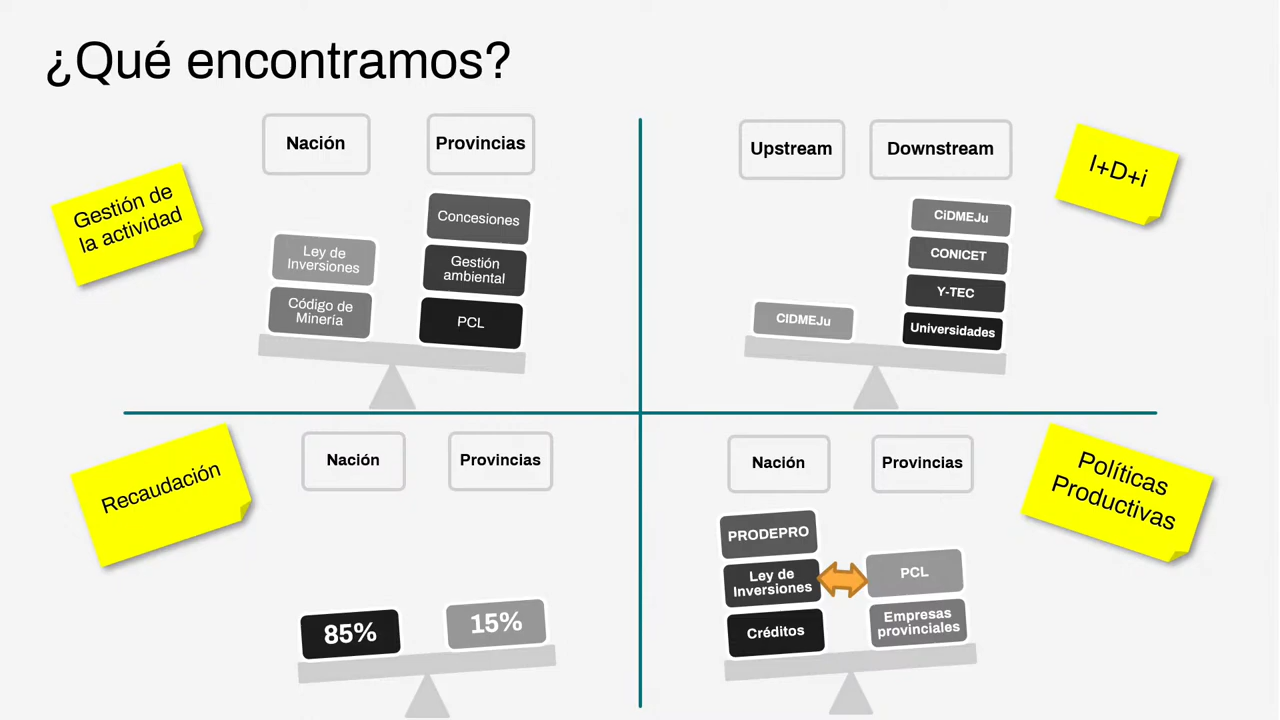 ¿Qué encontramos?
Gestión de
la actividad
Nación
Provincias
Ley de
Inversiones
Código de
Minería
Concesiones
Gestión
ambiental
PCL
I+D+i
Upstream
Downstream
CIDMEJu
CiDMEJu
CONICET
Y-TEC
Universidades
Recaudación
Nación
Provincias
85%
15%
Políticas
Productivas
Nación
Provincias
PRODEPRO
Ley de
Inversiones
Créditos
PCL
Empresas
provinciales